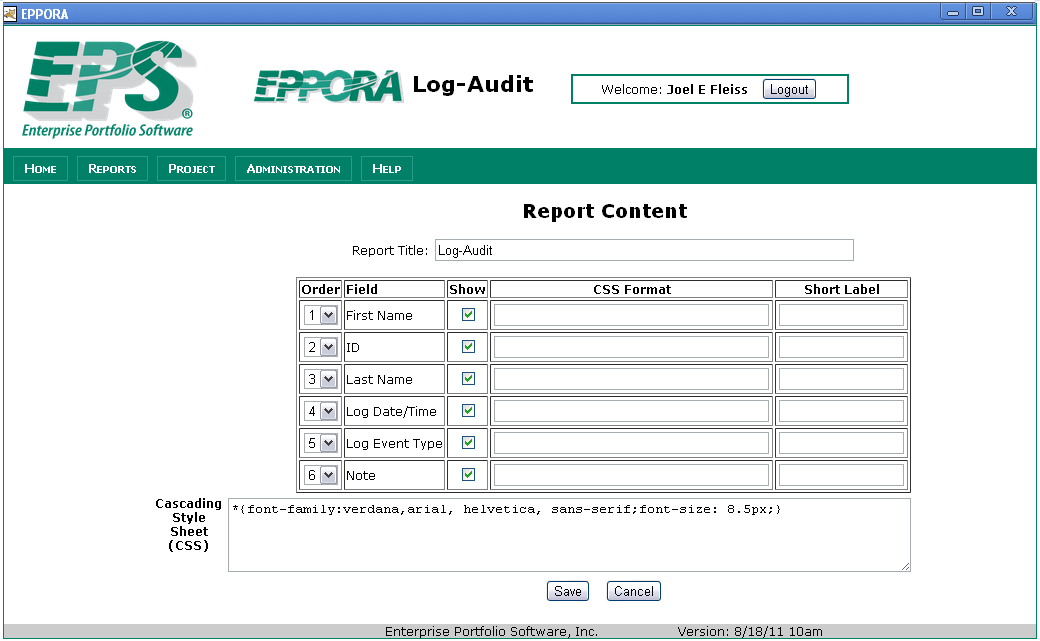 EPPORA
EPS®
Enterprise Portfolio Software
EPPORA Log-Audit
Welcome: Joel E Fleiss Logout
Home Reports Project Administration Help
Report Content
Report Title: Log-Audit
Order Field Show CSS Format Short Label
1 First Name
2 ID
3 Last Name
4 Log Date/Time
5 Log Event Type
6 Note
Cascading
Style
Sheet
(CSS)
*{font-family:verdana,arial, helvetica, sans-serif;font-size: 8.5px;}
Save Cancel
Enterprise Portfolio Software, Inc. Version: 8/18/11 10am